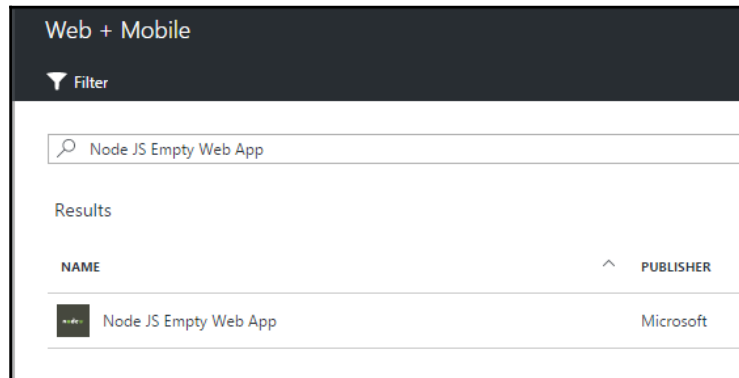 Web + Mobile
Filter
Node JS Empty Web App
Results
NAME PUBLISHER
Node JS Empty Web App Microsoft